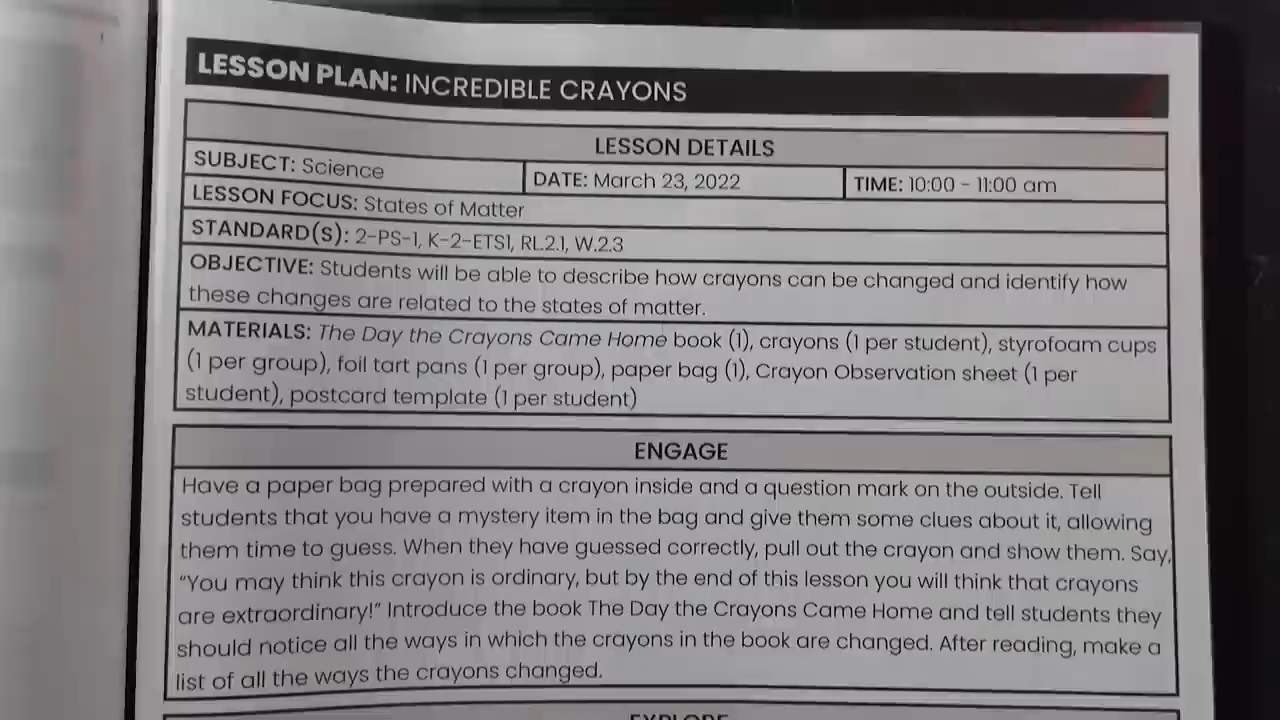 LESSON PLAN: INCREDIBLE CRAYONS
LESSON DETAILS
SUBJECT: Science
DATE: March 23, 2022
TIME: 10:00 - 11:00 am
LESSON FOCUS: States of Matter
STANDARD(S): 2-PS-1, K-2-ETS1, RL.2.1, W.2.3
OBJECTIVE: Students will be able to describe how crayons can be changed and identify how
these changes are related to the states of matter.
MATERIALS: The Day the Crayons Came Home book (1), crayons (1 per student), styrofoam cups
(1 per group), foil tart pans (1 per group), paper bag (1), Crayon Observation sheet (1 per
student), postcard template (1 per student)
ENGAGE
Have a paper bag prepared with a crayon inside and a question mark on the outside. Tell
students that you have a mystery item in the bag and give them some clues about it, allowing
them time to guess. When they have guessed correctly, pull out the crayon and show them. Say,
"You may think this crayon is ordinary, but by the end of this lesson you will think that crayons
are extraordinary!" Introduce the book The Day the Crayons Came Home and tell students they
should notice all the ways in which the crayons in the book are changed. After reading, make a
list of all the ways the crayons changed.
EXPLORE